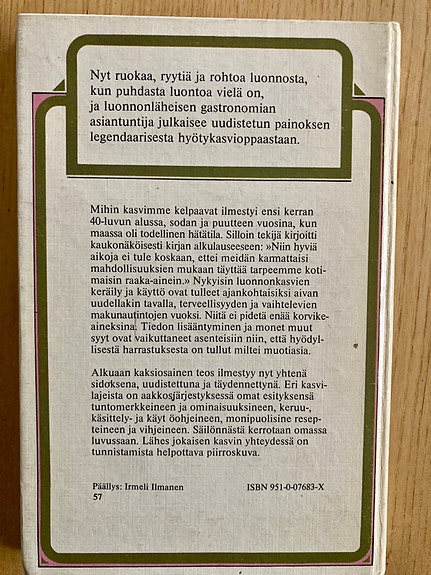 Nyt ruokaa, ryytiä ja rohtoa luonnosta,
kun puhdasta luontoa vielä on,
ja luonnonläheisen gastronomian
asiantuntija julkaisee uudistetun painoksen
legendaarisesta hyötykasvioppaastaan.
Mihin kasvimme kelpaavat ilmestyi ensi kerran
40-luvun alussa, sodan ja puutteen vuosina, kun
maassa oli todellinen hätätila. Silloin tekijä kirjoitti
kaukonäköisesti kirjan alkulauseeseen: »Niin hyviä
aikoja ei tule koskaan, ettei meidän karmattaisi
mahdollisuuksien mukaan täyttää tarpeemme koti-
maisin raaka-ainein.» Nykyisin luonnonkasvien
keräily ja käyttö ovat tulleet ajankohtaisiksi aivan
uudellakin tavalla, terveellisyyden ja vaihtelevien
makunautintojen vuoksi. Niitä ei pidetä enää korvike-
aineksina. Tiedon lisääntyminen ja monet muut
syyt ovat vaikuttaneet asenteisiin niin, että hyödyl-
lisestä harrastuksesta on tullut miltei muotiasia.
Alkuaan kaksiosainen teos ilmestyy nyt yhtenä
sidoksena, uudistettuna ja täydennettynä. Eri kasvi-
lajeista on aakkosjärjestyksessä omat esityksensä
tuntomerkkeineen ja ominaisuuksineen, keruu-,
käsittely- ja käyt öohjeineen, monipuolisine resep-
teineen ja vihjeineen. Säilönnästä kerrotaan omassa
luvussaan. Lähes jokaisen kasvin yhteydessä on
tunnistamista helpottava piirroskuva.
Päällys: Irmeli Ilmanen ISBN 951-0-07683-X
57